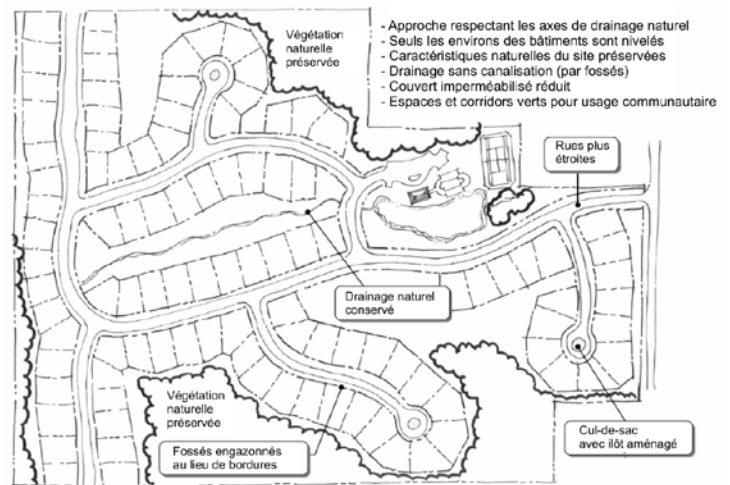 Végétation
naturelle
préservée
- Approche respectant les axes de drainage naturel
- Seuls les environs des bâtiments sont nivelés
- Caractéristiques naturelles du site préservées
- Drainage sans canalisation (par fossés)
- Couvert imperméabilisé réduit
- Espaces et corridors verts pour usage communautaire
Rues plus
étroites
Drainage naturel
conservé
Végétation
naturelle
préservée
Fossés engazonnés
au lieu de bordures
Cul-de-sac
avec ilôt aménagé